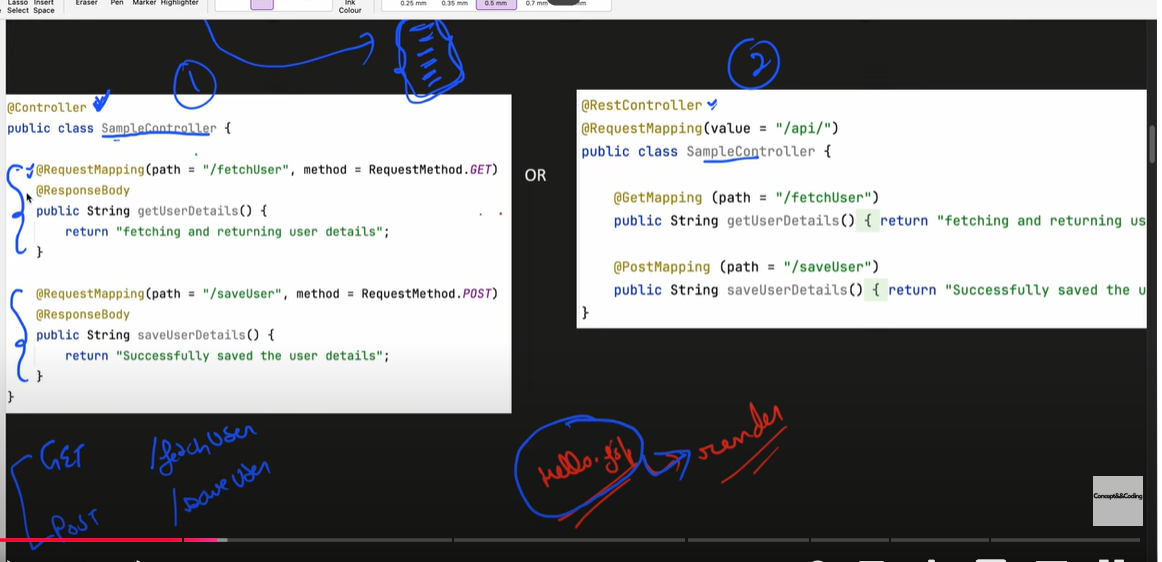 Lasso Insert Eraser Pen Marker Highlighter Ink 0.25 mm 0.35 mm 0.5 mm 0.7 mm
Select Space Colour
1
2
@Controller
public class SampleController {
@RequestMapping(path = "/fetchUser", method = RequestMethod.GET)
@ResponseBody
public String getUserDetails() {
return "fetching and returning user details";
}
@RequestMapping(path = "/saveUser", method = RequestMethod.POST)
@ResponseBody
public String saveUserDetails() {
return "Successfully saved the user details";
}
}
OR
@RestController
@RequestMapping(value = "/api/")
public class SampleController {
@GetMapping (path = "/fetchUser")
public String getUserDetails() { return "fetching and returning us
@PostMapping (path = "/saveUser")
public String saveUserDetails() { return "Successfully saved the u
}
GET /fetchUser
POST /saveUser
Hello.jsp render
Concept&&Coding